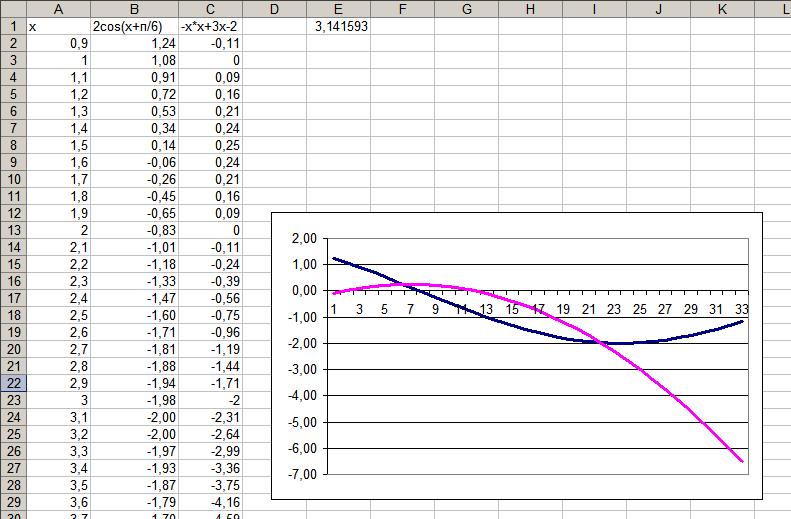 A B C D E F G H I J K L
1 x 2cos(x+п/6) -x*x+3x-2 3,141593
2 0,9 1,24 -0,11
3 1 1,08 0
4 1,1 0,91 0,09
5 1,2 0,72 0,16
6 1,3 0,53 0,21
7 1,4 0,34 0,24
8 1,5 0,14 0,25
9 1,6 -0,06 0,24
10 1,7 -0,26 0,21
11 1,8 -0,45 0,16
12 1,9 -0,65 0,09
13 2 -0,83 0
14 2,1 -1,01 -0,11
15 2,2 -1,18 -0,24
16 2,3 -1,33 -0,39
17 2,4 -1,47 -0,56
18 2,5 -1,60 -0,75
19 2,6 -1,71 -0,96
20 2,7 -1,81 -1,19
21 2,8 -1,88 -1,44
22 2,9 -1,94 -1,71
23 3 -1,98 -2
24 3,1 -2,00 -2,31
25 3,2 -2,00 -2,64
26 3,3 -1,97 -2,99
27 3,4 -1,93 -3,36
28 3,5 -1,87 -3,75
29 3,6 -1,79 -4,16
30 3,7 -1,70 -4,59
2,00
1,00
0,00
1 3 5 7 9 11 13 15 17 19 21 23 25 27 29 31 33
-1,00
-2,00
-3,00
-4,00
-5,00
-6,00
-7,00